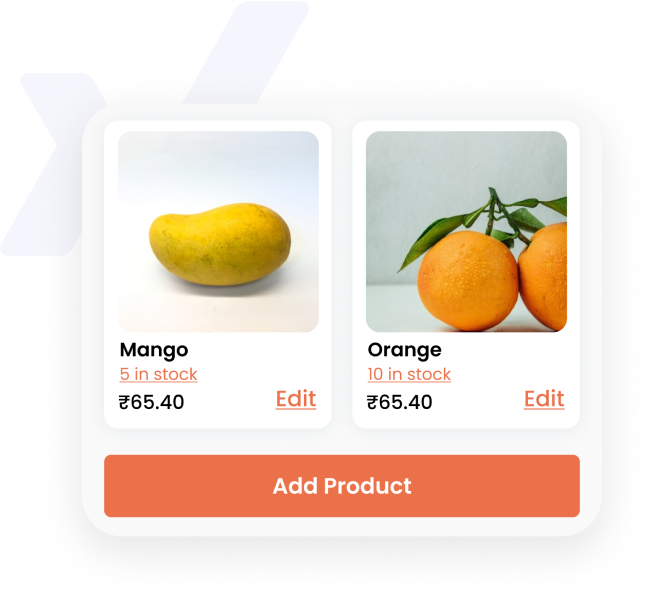 Mango
5 in stock
₹65.40
Edit
Orange
10 in stock
₹65.40
Edit
Add Product